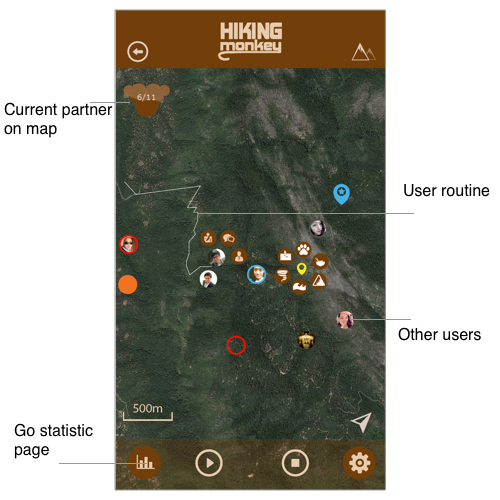 HIKING
monkey
6/11
Current partner
on map
User routine
Other users
500m
Go statistic
page